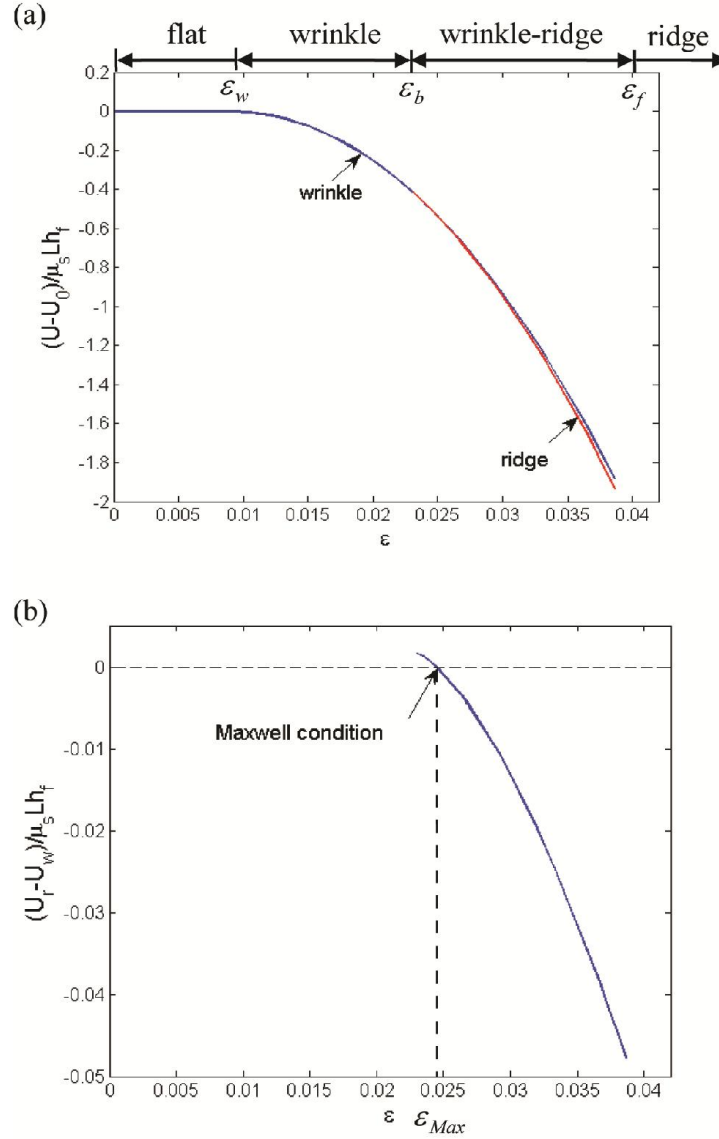 (a)
flat wrinkle wrinkle-ridge ridge
0.2
ε_w ε_b ε_f
0
-0.2
wrinkle
-0.4
-0.6
(U-U_0)/μ_s Lh_f
-0.8
-1
-1.2
-1.4
-1.6
ridge
-1.8
-2
0 0.005 0.01 0.015 0.02 0.025 0.03 0.035 0.04
ε
(b)
0
Maxwell condition
-0.01
(U_r-U_w)/μ_s Lh_f
-0.02
-0.03
-0.04
-0.05
0 0.005 0.01 0.015 0.02 0.025 0.03 0.035 0.04
ε ε_Max